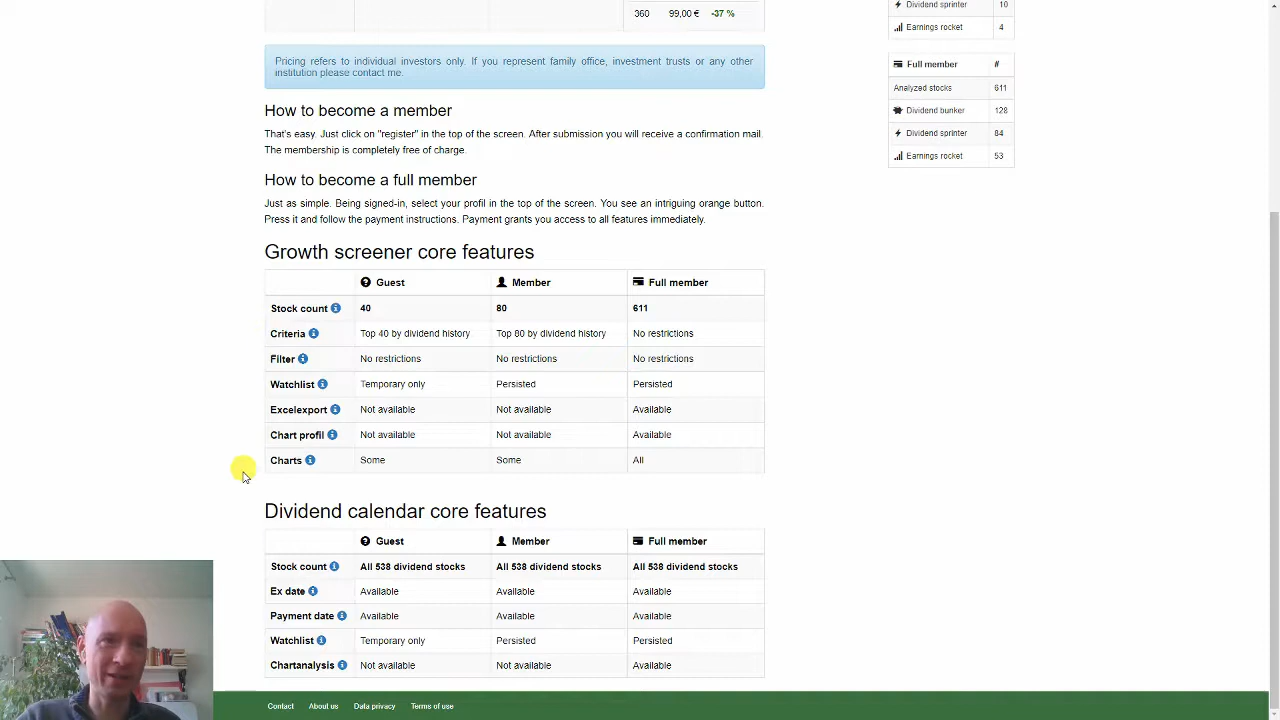 360 99,00 € -37 %
Pricing refers to individual investors only. If you represent family office, investment trusts or any other
institution please contact me.
How to become a member
That's easy. Just click on "register" in the top of the screen. After submission you will receive a confirmation mail.
The membership is completely free of charge.
How to become a full member
Just as simple. Being signed-in, select your profil in the top of the screen. You see an intriguing orange button.
Press it and follow the payment instructions. Payment grants you access to all features immediately.
Growth screener core features
Guest Member Full member
Stock count 40 80 611
Criteria Top 40 by dividend history Top 80 by dividend history No restrictions
Filter No restrictions No restrictions No restrictions
Watchlist Temporary only Persisted Persisted
Excelexport Not available Not available Available
Chart profil Not available Not available Available
Charts Some Some All
Dividend calendar core features
Guest Member Full member
Stock count All 538 dividend stocks All 538 dividend stocks All 538 dividend stocks
Ex date Available Available Available
Payment date Available Available Available
Watchlist Temporary only Persisted Persisted
Chartanalysis Not available Not available Available
Contact About us Data privacy Terms of use
Dividend sprinter 10
Earnings rocket 4
Full member #
Analyzed stocks 611
Dividend bunker 128
Dividend sprinter 84
Earnings rocket 53